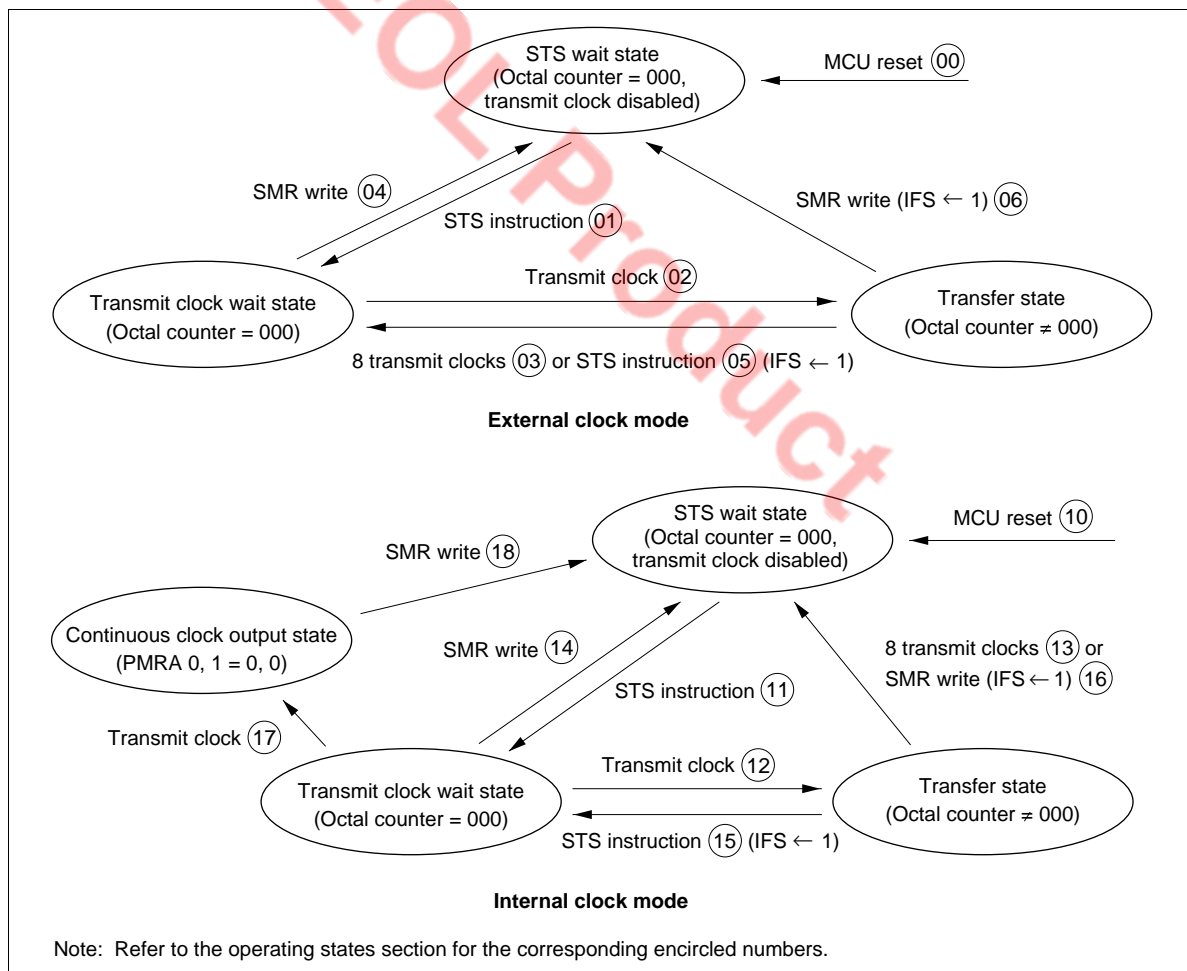 STS wait state
(Octal counter = 000,
transmit clock disabled)
MCU reset 00
SMR write 04
STS instruction 01
SMR write (IFS ← 1) 06
Transmit clock wait state
(Octal counter = 000)
Transmit clock 02
Transfer state
(Octal counter ≠ 000)
8 transmit clocks 03 or STS instruction 05 (IFS ← 1)
External clock mode
STS wait state
(Octal counter = 000,
transmit clock disabled)
MCU reset 10
SMR write 18
Continuous clock output state
(PMRA 0, 1 = 0, 0)
SMR write 14
STS instruction 11
8 transmit clocks 13 or
SMR write (IFS ← 1) 16
Transmit clock 17
Transmit clock wait state
(Octal counter = 000)
Transmit clock 12
STS instruction 15 (IFS ← 1)
Transfer state
(Octal counter ≠ 000)
Internal clock mode
Note: Refer to the operating states section for the corresponding encircled numbers.
EOL Product